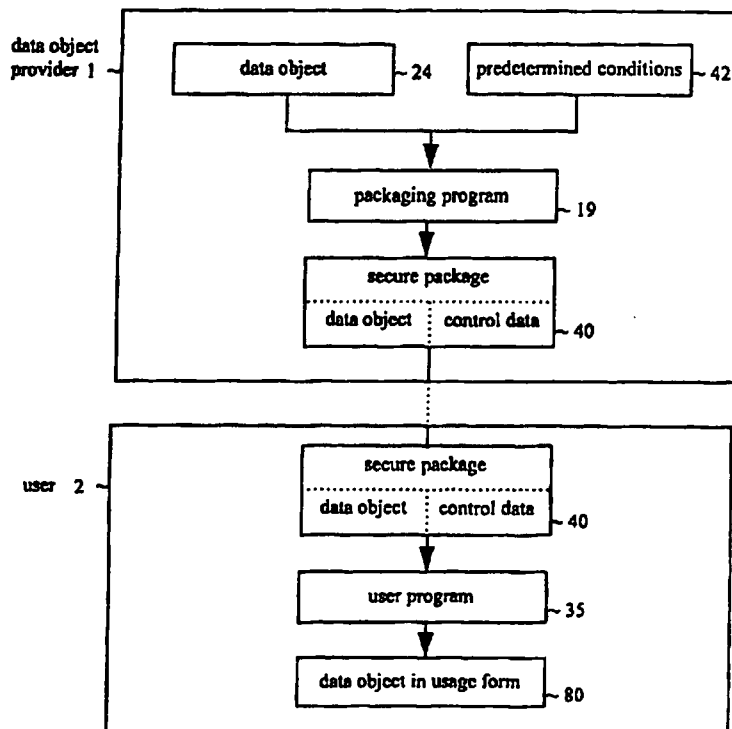 data object
provider 1
data object
24
predetermined conditions
42
packaging program
19
secure package
data object control data
40
user 2
secure package
data object control data
40
user program
35
data object in usage form
80